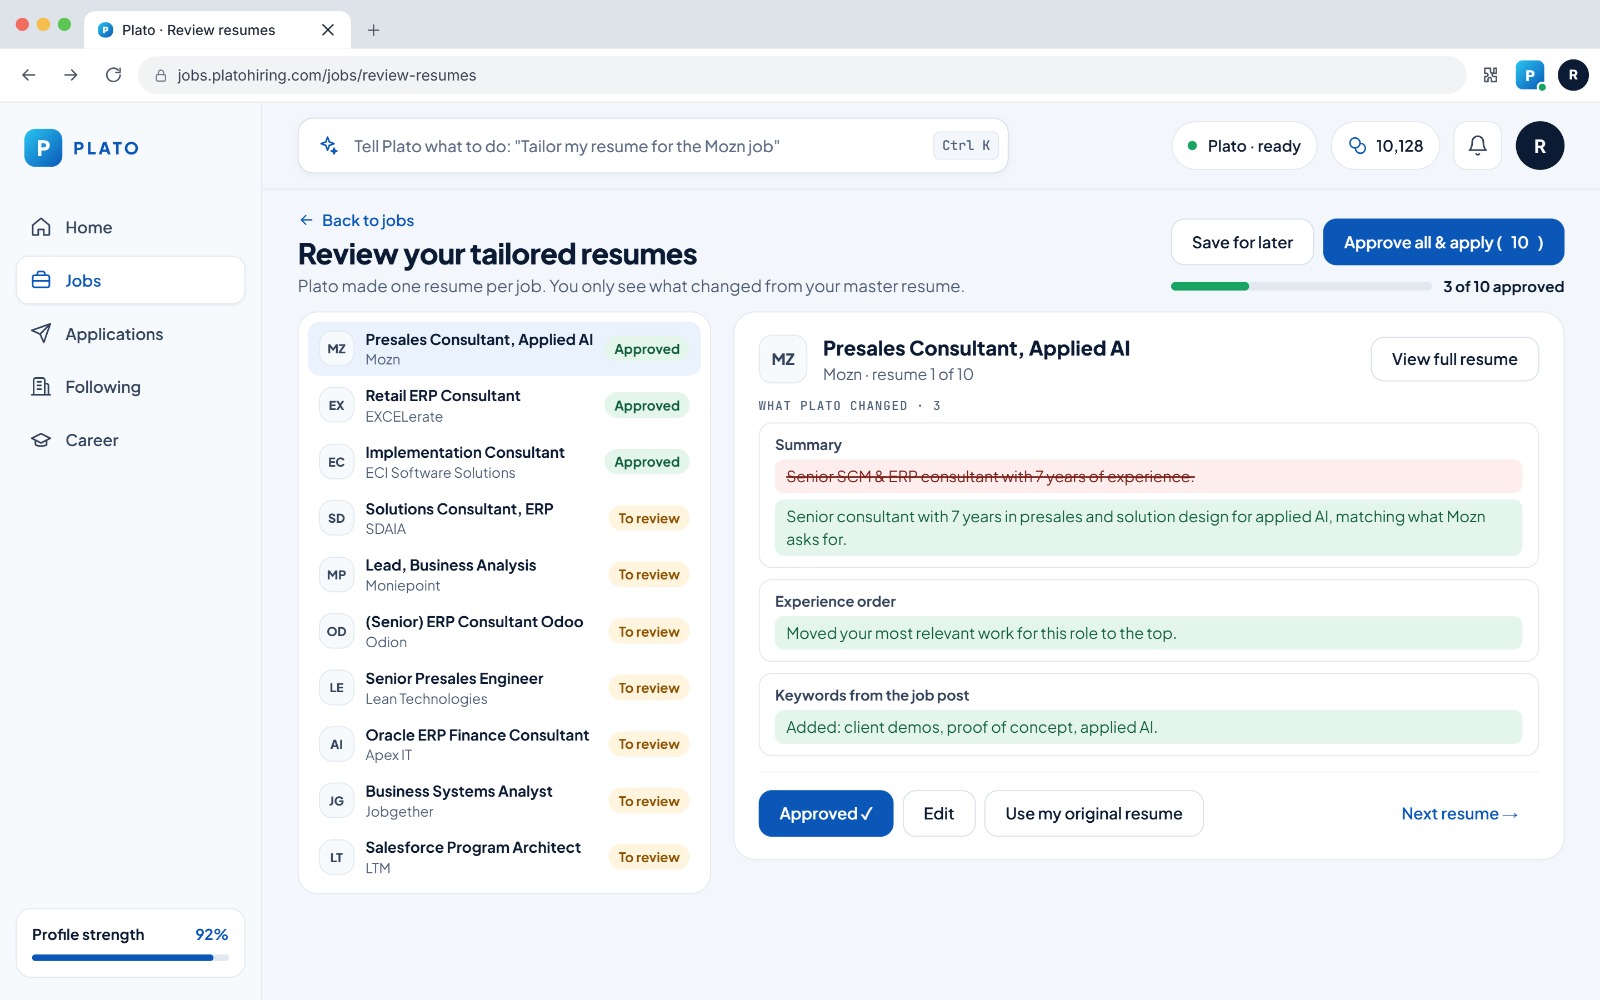 P Plato · Review resumes
jobs.platohiring.com/jobs/review-resumes
P
R
P PLATO
Tell Plato what to do: "Tailor my resume for the Mozn job"
Ctrl K
Plato · ready
10,128
R
Home
Jobs
Applications
Following
Career
Profile strength 92%
← Back to jobs
Review your tailored resumes
Plato made one resume per job. You only see what changed from your master resume.
Save for later
Approve all & apply ( 10 )
3 of 10 approved
MZ
Presales Consultant, Applied AI
Mozn
Approved
EX
Retail ERP Consultant
EXCELerate
Approved
EC
Implementation Consultant
ECI Software Solutions
Approved
SD
Solutions Consultant, ERP
SDAIA
To review
MP
Lead, Business Analysis
Moniepoint
To review
OD
(Senior) ERP Consultant Odoo
Odion
To review
LE
Senior Presales Engineer
Lean Technologies
To review
AI
Oracle ERP Finance Consultant
Apex IT
To review
JG
Business Systems Analyst
Jobgether
To review
LT
Salesforce Program Architect
LTM
To review
MZ
Presales Consultant, Applied AI
Mozn · resume 1 of 10
View full resume
WHAT PLATO CHANGED · 3
Summary
Senior SCM & ERP consultant with 7 years of experience.
Senior consultant with 7 years in presales and solution design for applied AI, matching what Mozn
asks for.
Experience order
Moved your most relevant work for this role to the top.
Keywords from the job post
Added: client demos, proof of concept, applied AI.
Approved ✓
Edit
Use my original resume
Next resume →